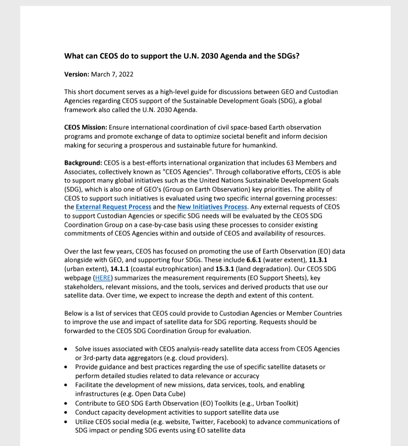 What can CEOS do to support the U.N. 2030 Agenda and the SDGs?
Version: March 7, 2022
This short document serves as a high-level guide for discussions between GEO and Custodian
Agencies regarding CEOS support of the Sustainable Development Goals (SDG), a global
framework also called the U.N. 2030 Agenda.
CEOS Mission: Ensure international coordination of civil space-based Earth observation
programs and promote exchange of data to optimize societal benefit and inform decision
making for securing a prosperous and sustainable future for humankind.
Background: CEOS is a best-efforts international organization that includes 63 Members and
Associates, collectively known as "CEOS Agencies". Through collaborative efforts, CEOS is able
to support many global initiatives such as the United Nations Sustainable Development Goals
(SDG), which is also one of GEO's (Group on Earth Observation) key priorities. The ability of
CEOS to support such initiatives is evaluated using two specific internal governing processes:
the External Request Process and the New Initiatives Process. Any external requests of CEOS
to support Custodian Agencies or specific SDG needs will be evaluated by the CEOS SDG
Coordination Group on a case-by-case basis using these processes to consider existing
commitments of CEOS Agencies within and outside of CEOS and availability of resources.
Over the last few years, CEOS has focused on promoting the use of Earth Observation (EO) data
alongside with GEO, and supporting four SDGs. These include 6.6.1 (water extent), 11.3.1
(urban extent), 14.1.1 (coastal eutrophication) and 15.3.1 (land degradation). Our CEOS SDG
webpage (HERE) summarizes the measurement requirements (EO Support Sheets), key
stakeholders, relevant missions, and the tools, services and derived products that use our
satellite data. Over time, we expect to increase the depth and extent of this content.
Below is a list of services that CEOS could provide to Custodian Agencies or Member Countries
to improve the use and impact of satellite data for SDG reporting. Requests should be
forwarded to the CEOS SDG Coordination Group for evaluation.
• Solve issues associated with CEOS analysis-ready satellite data access from CEOS Agencies
or 3rd-party data aggregators (e.g. cloud providers).
• Provide guidance and best practices regarding the use of specific satellite datasets or
perform detailed studies related to data relevance or accuracy
• Facilitate the development of new missions, data services, tools, and enabling
infrastructures (e.g. Open Data Cube)
• Contribute to GEO SDG Earth Observation (EO) Toolkits (e.g., Urban Toolkit)
• Conduct capacity development activities to support satellite data use
• Utilize CEOS social media (e.g. website, Twitter, Facebook) to advance communications of
SDG impact or pending SDG events using EO satellite data